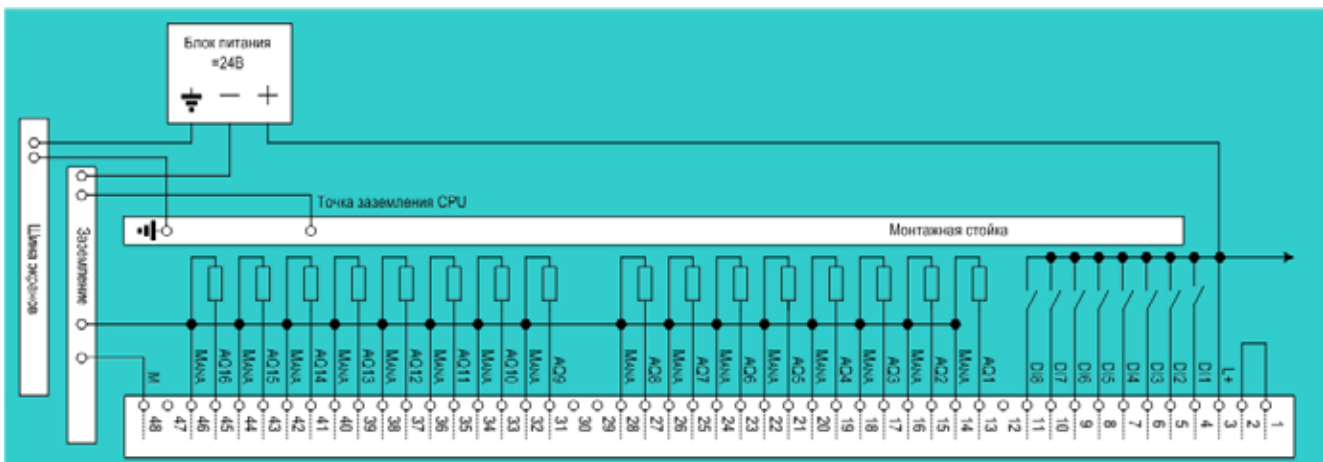 Блок питания
=24В
Точка заземления CPU
Монтажная стойка
Шина экранов
Заземление
M
MANA
AQ16
MANA
AQ15
MANA
AQ14
MANA
AQ13
MANA
AQ12
MANA
AQ11
MANA
AQ10
MANA
AQ9
MANA
AQ8
MANA
AQ7
MANA
AQ6
MANA
AQ5
MANA
AQ4
MANA
AQ3
MANA
AQ2
MANA
AQ1
DI8
DI7
DI6
DI5
DI4
DI3
DI2
DI1
L+
48
47
46
45
44
43
42
41
40
39
38
37
36
35
34
33
32
31
30
29
28
27
26
25
24
23
22
21
20
19
18
17
16
15
14
13
12
11
10
9
8
7
6
5
4
3
2
1